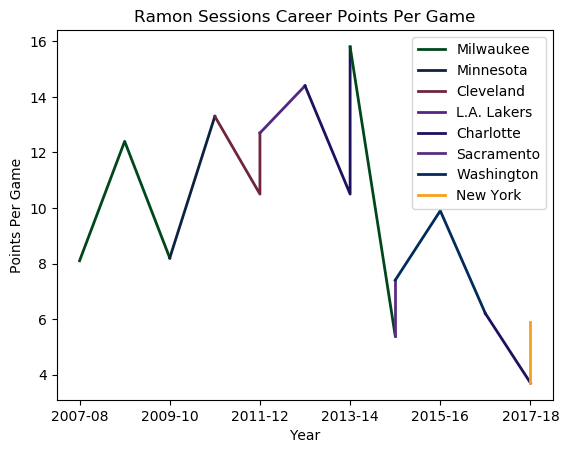 Ramon Sessions Career Points Per Game
Points Per Game
16
14
12
10
8
6
4
Milwaukee
Minnesota
Cleveland
L.A. Lakers
Charlotte
Sacramento
Washington
New York
2007-08 2009-10 2011-12 2013-14 2015-16 2017-18
Year